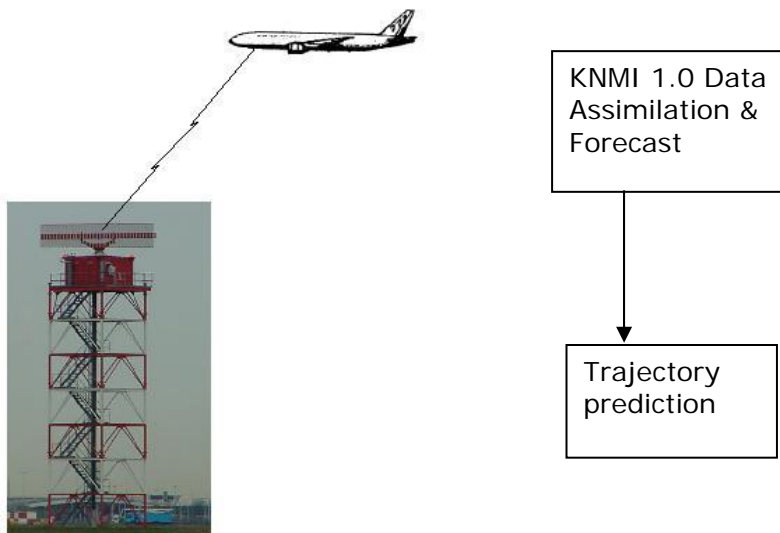 KNMI 1.0 Data
Assimilation &
Forecast
Trajectory
prediction